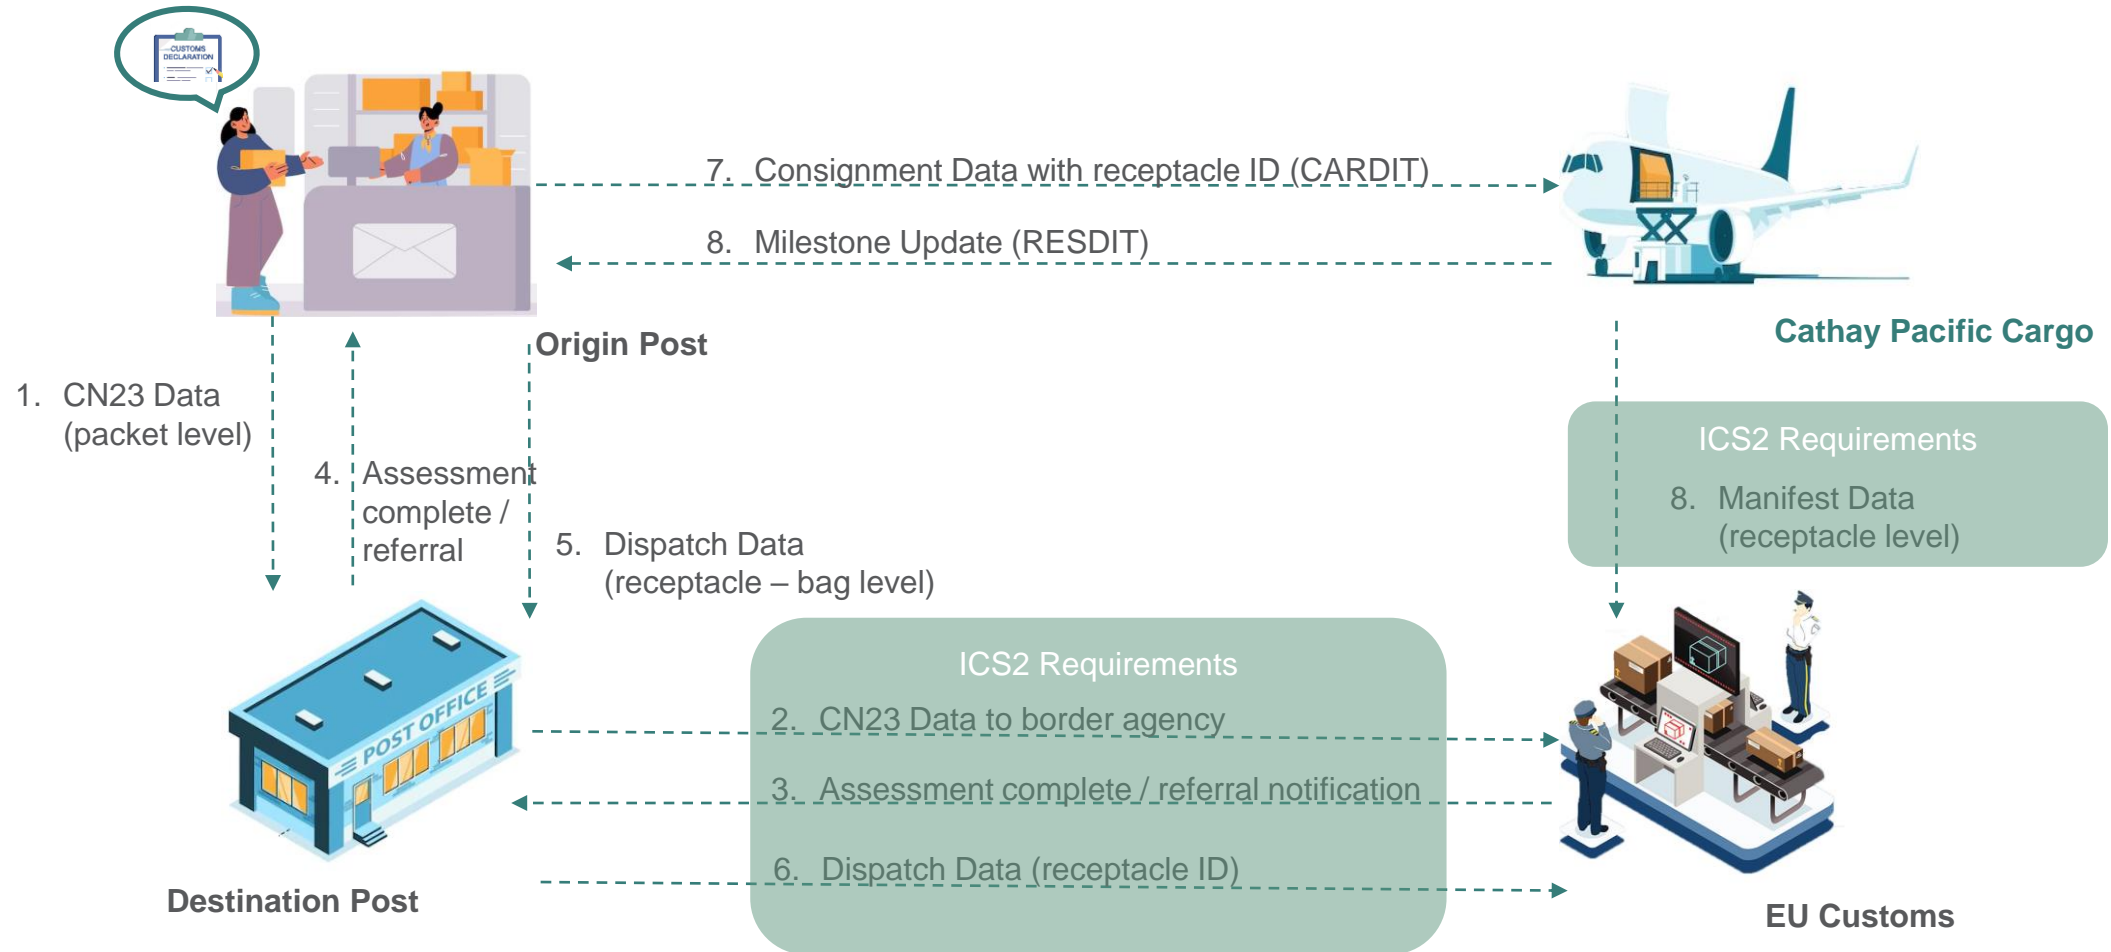 CUSTOMS
DECLARATION
7. Consignment Data with receptacle ID (CARDIT)
8. Milestone Update (RESDIT)
Origin Post
Cathay Pacific Cargo
1. CN23 Data
(packet level)
4. Assessment
complete /
referral
5. Dispatch Data
(receptacle – bag level)
ICS2 Requirements
8. Manifest Data
(receptacle level)
POST OFFICE
ICS2 Requirements
2. CN23 Data to border agency
3. Assessment complete / referral notification
6. Dispatch Data (receptacle ID)
Destination Post
EU Customs